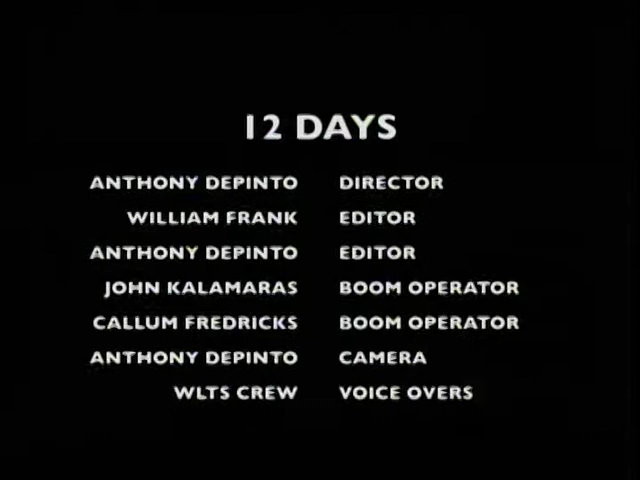 12 DAYS
ANTHONY DEPINTO DIRECTOR
WILLIAM FRANK EDITOR
ANTHONY DEPINTO EDITOR
JOHN KALAMARAS BOOM OPERATOR
CALLUM FREDRICKS BOOM OPERATOR
ANTHONY DEPINTO CAMERA
WLTS CREW VOICE OVERS